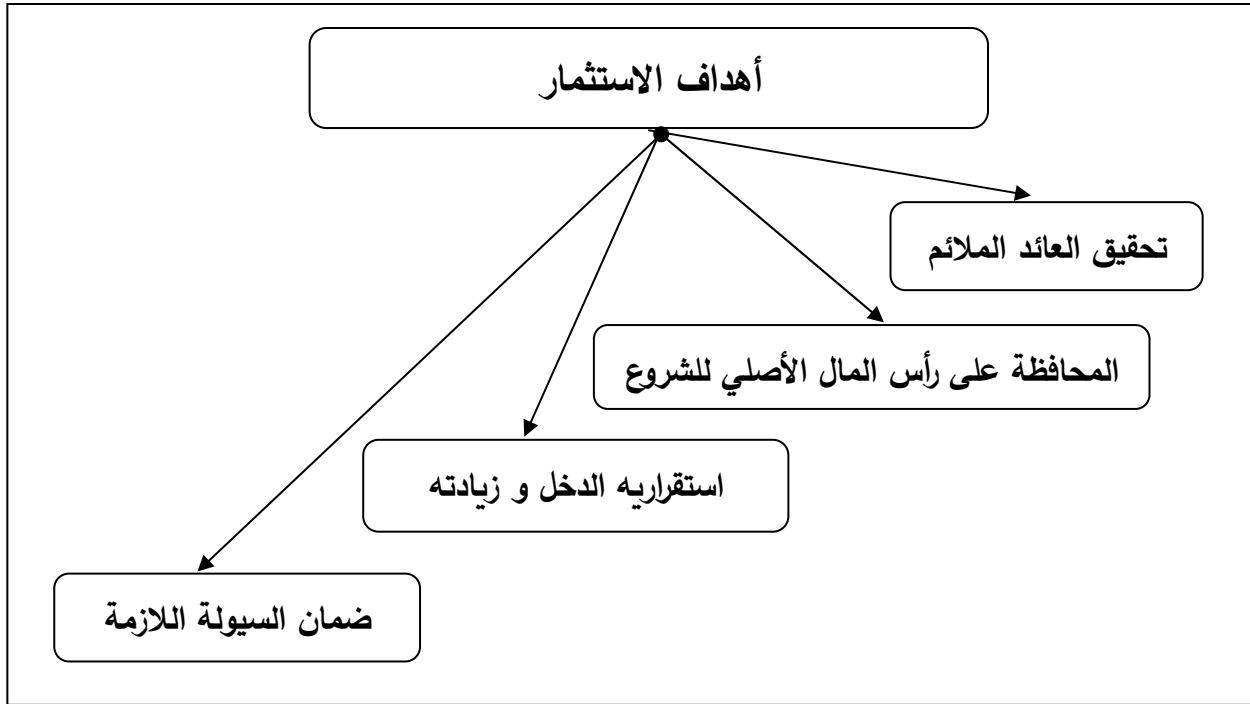 أهداف الاستثمار
تحقيق العائد الملائم
المحافظة على رأس المال الأصلي للشروع
استقراريه الدخل و زيادته
ضمان السيولة اللازمة